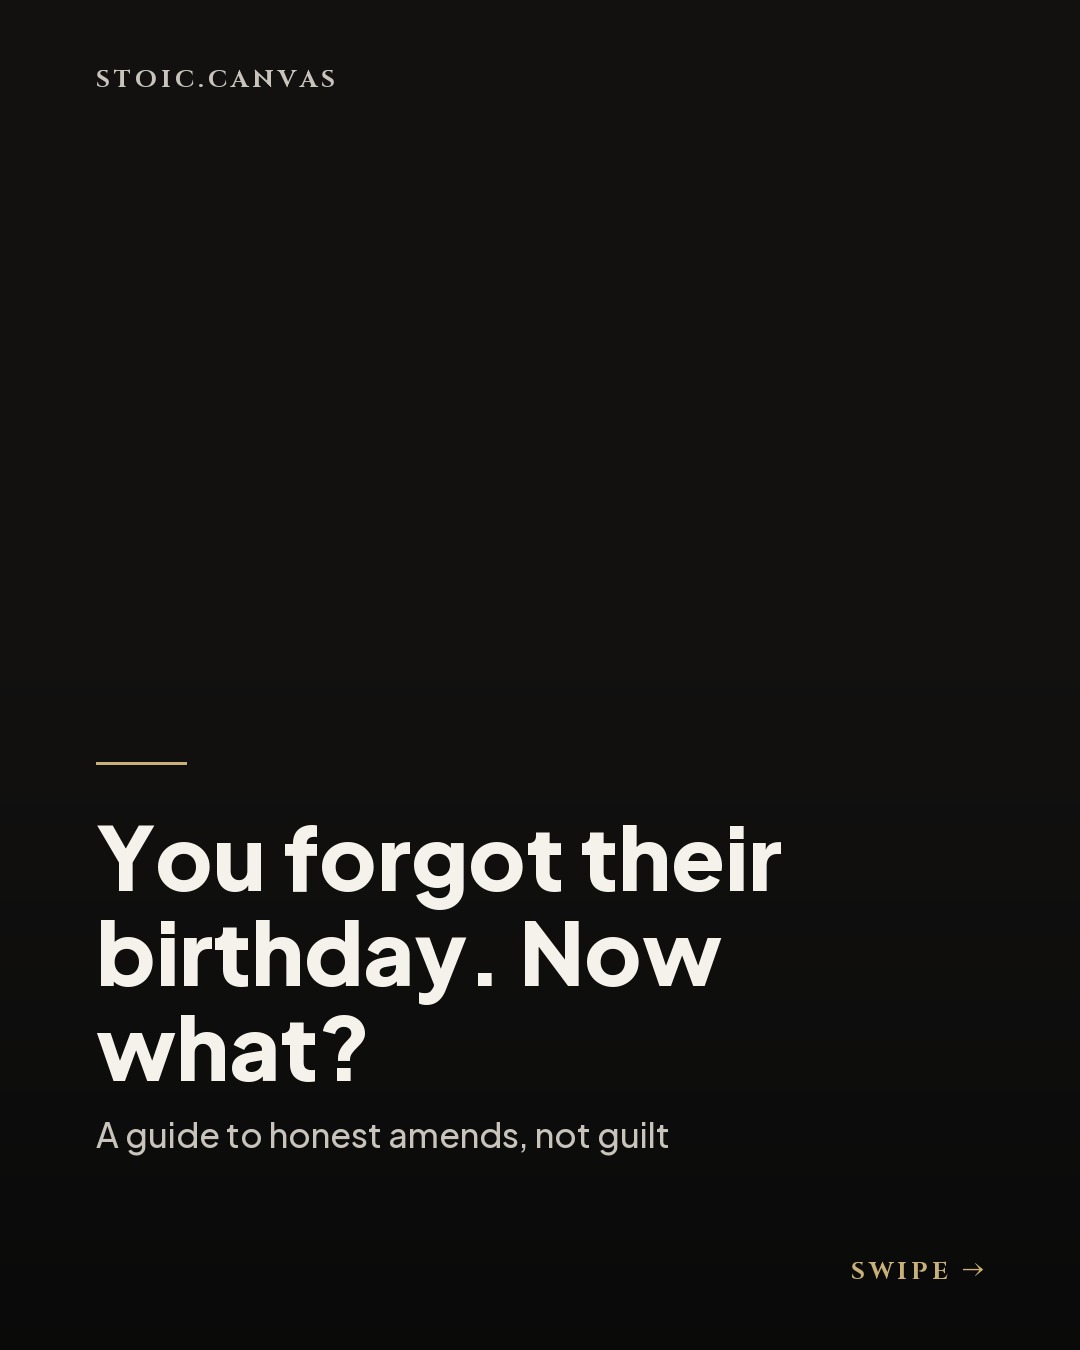 STOIC.CANVAS
You forgot their
birthday. Now
what?
A guide to honest amends, not guilt
SWIPE →